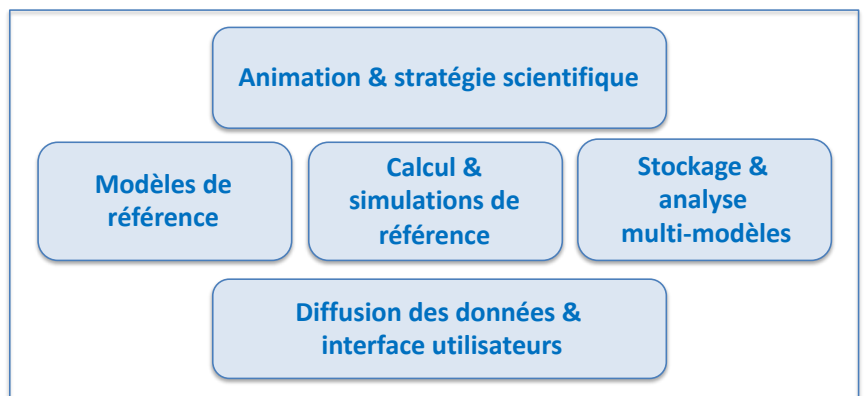 Animation & stratégie scientifique
Modèles de
référence
Calcul &
simulations de
référence
Stockage &
analyse
multi-modèles
Diffusion des données &
interface utilisateurs